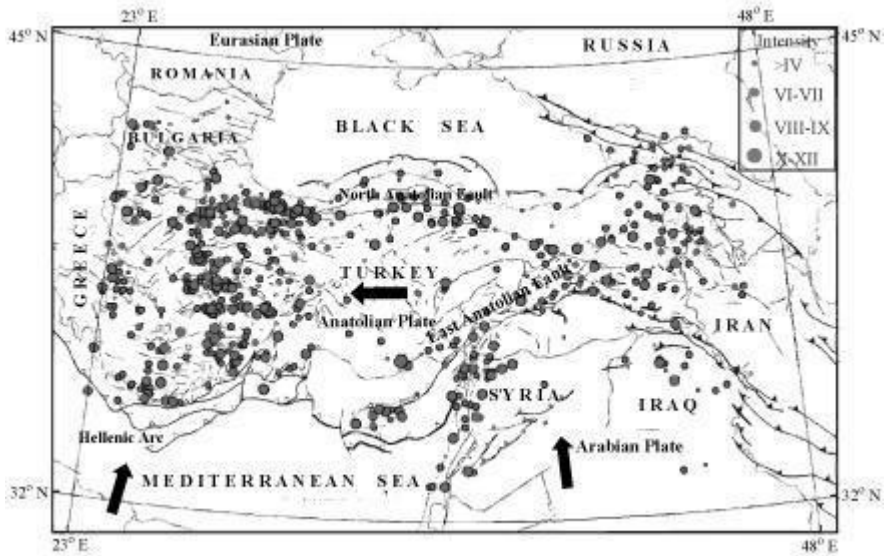 23° E
48° E
45° N
45° N
Eurasian Plate
RUSSIA
Intensity
>IV
VI-VII
VIII-IX
X-XII
ROMANIA
BULGARIA
BLACK SEA
North Anatolian Fault
GREECE
TURKEY
Anatolian Plate
East Anatolian Fault
IRAN
SYRIA
IRAQ
Hellenic Arc
Arabian Plate
MEDITERRANEAN SEA
32° N
32° N
23° E
48° E